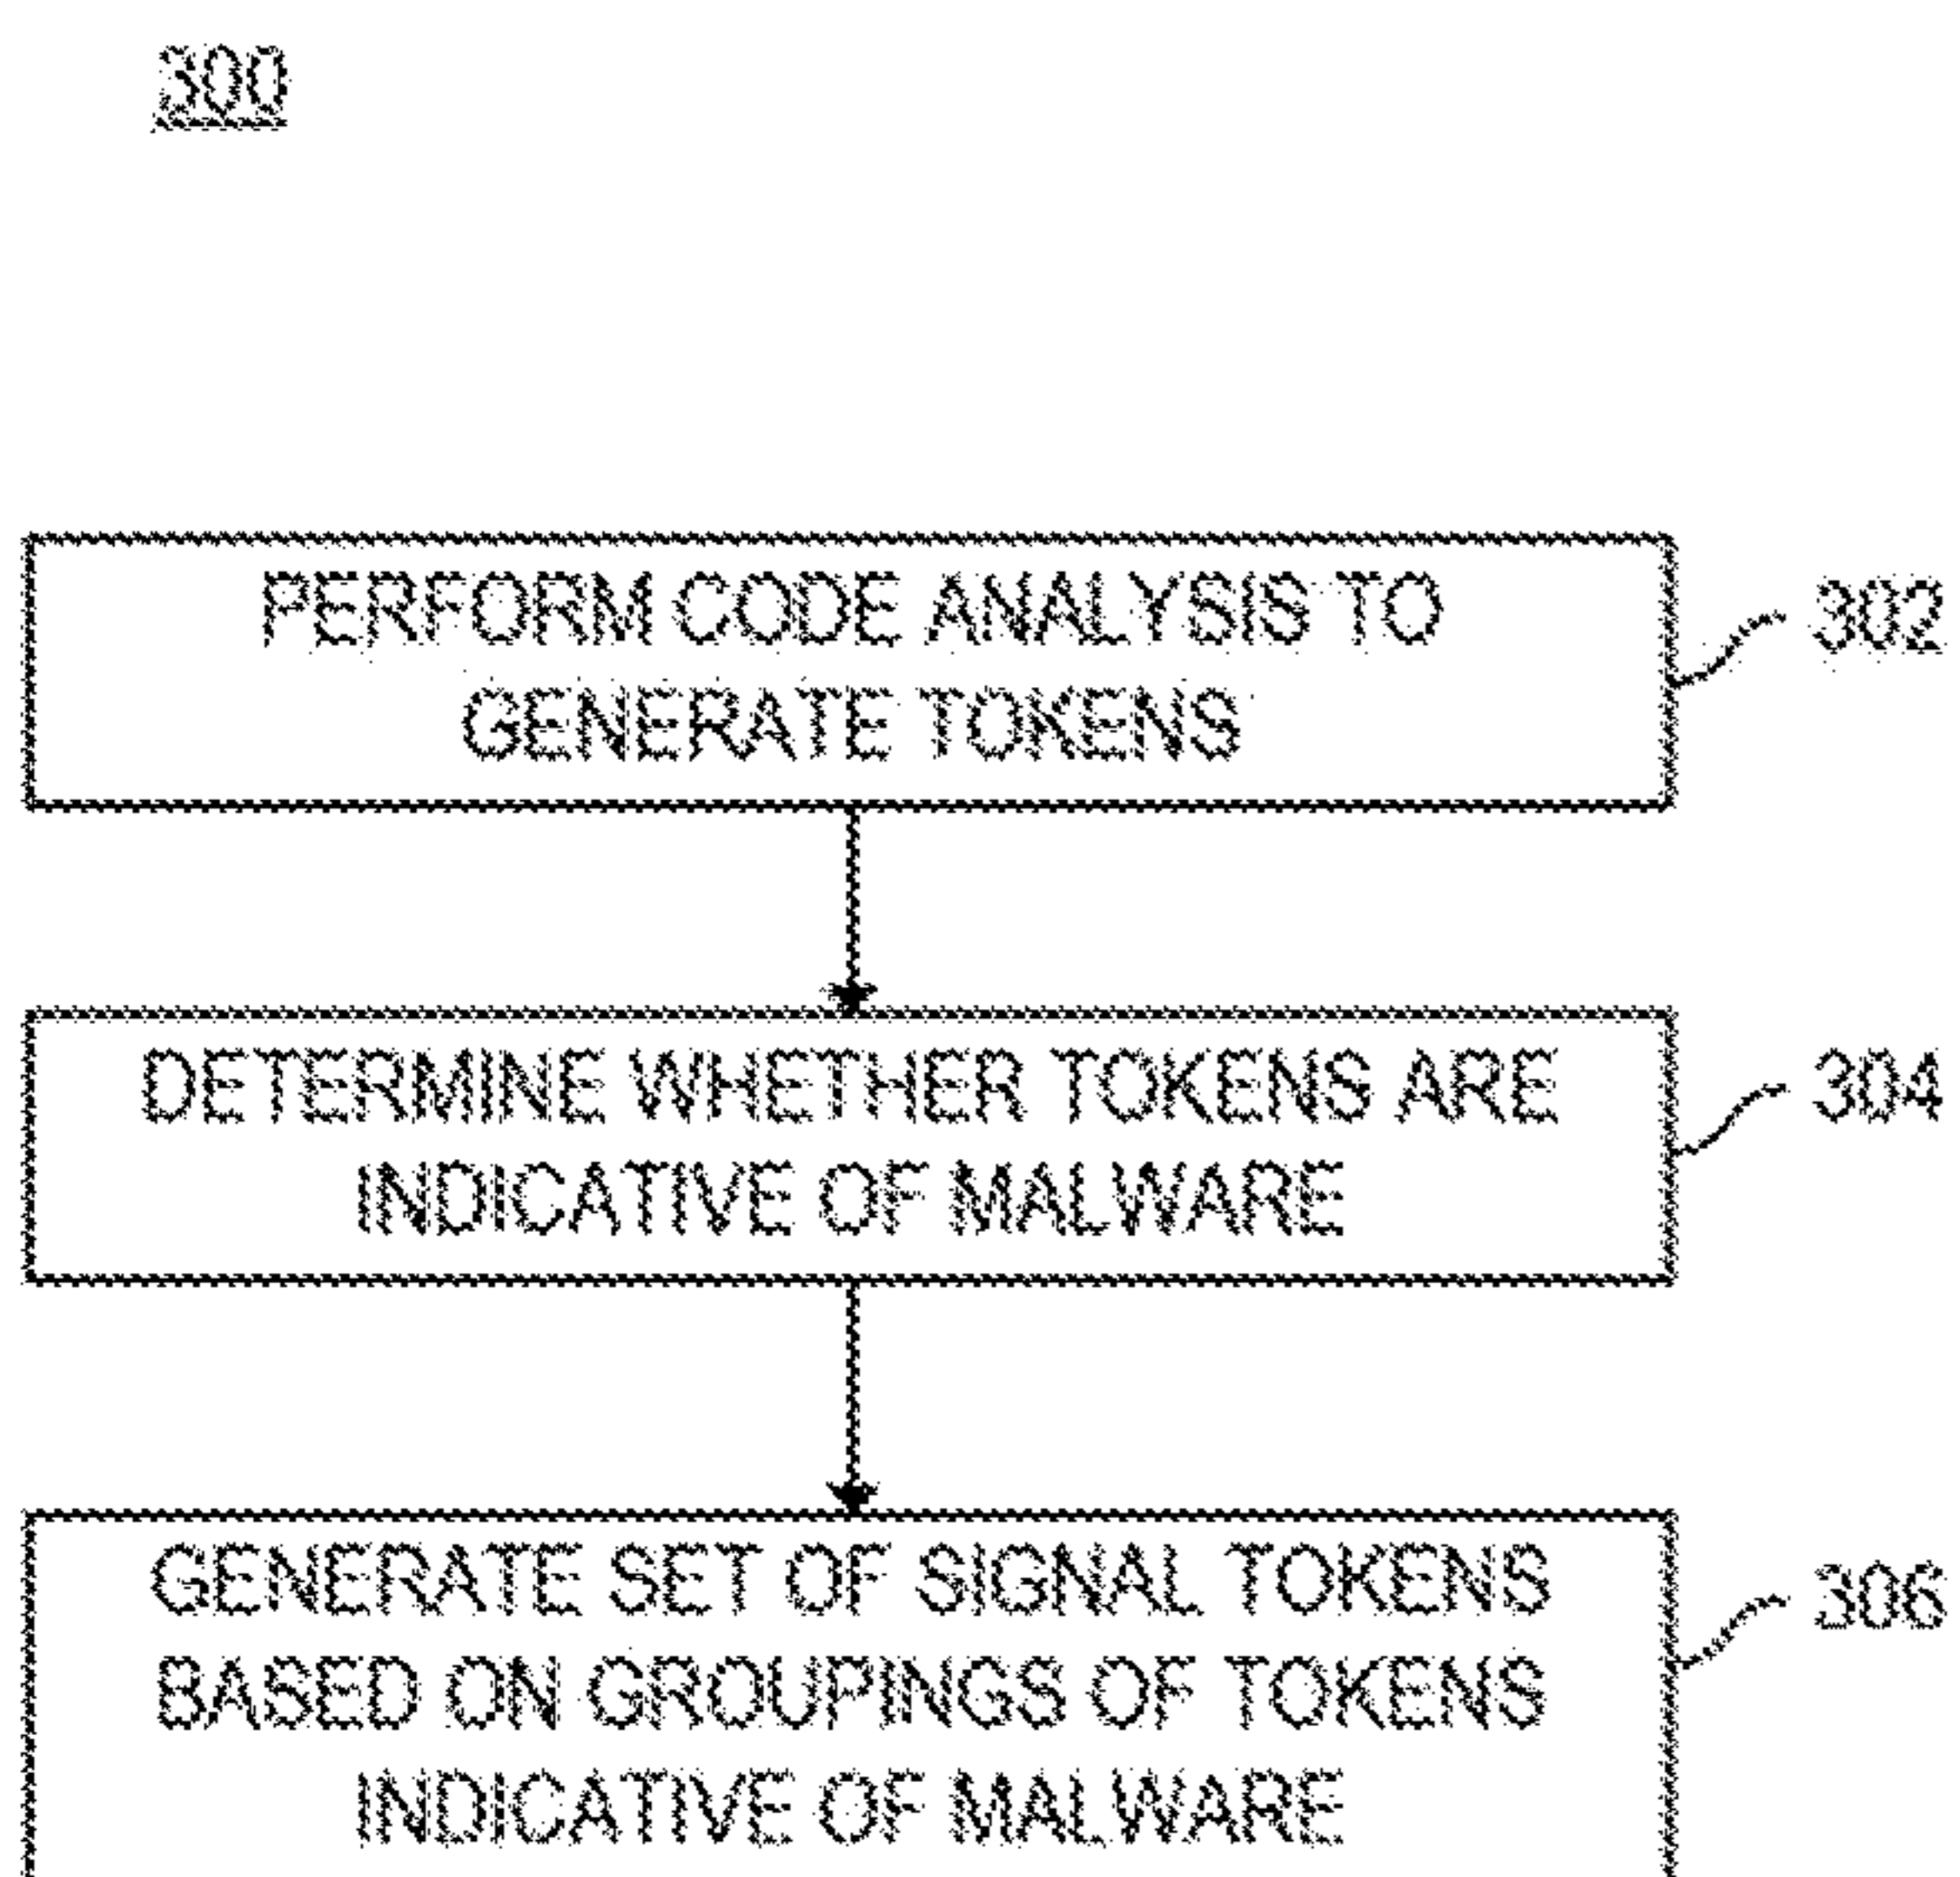 300
PERFORM CODE ANALYSIS TO
GENERATE TOKENS
302
DETERMINE WHETHER TOKENS ARE
INDICATIVE OF MALWARE
304
GENERATE SET OF SIGNAL TOKENS
BASED ON GROUPINGS OF TOKENS
INDICATIVE OF MALWARE
306